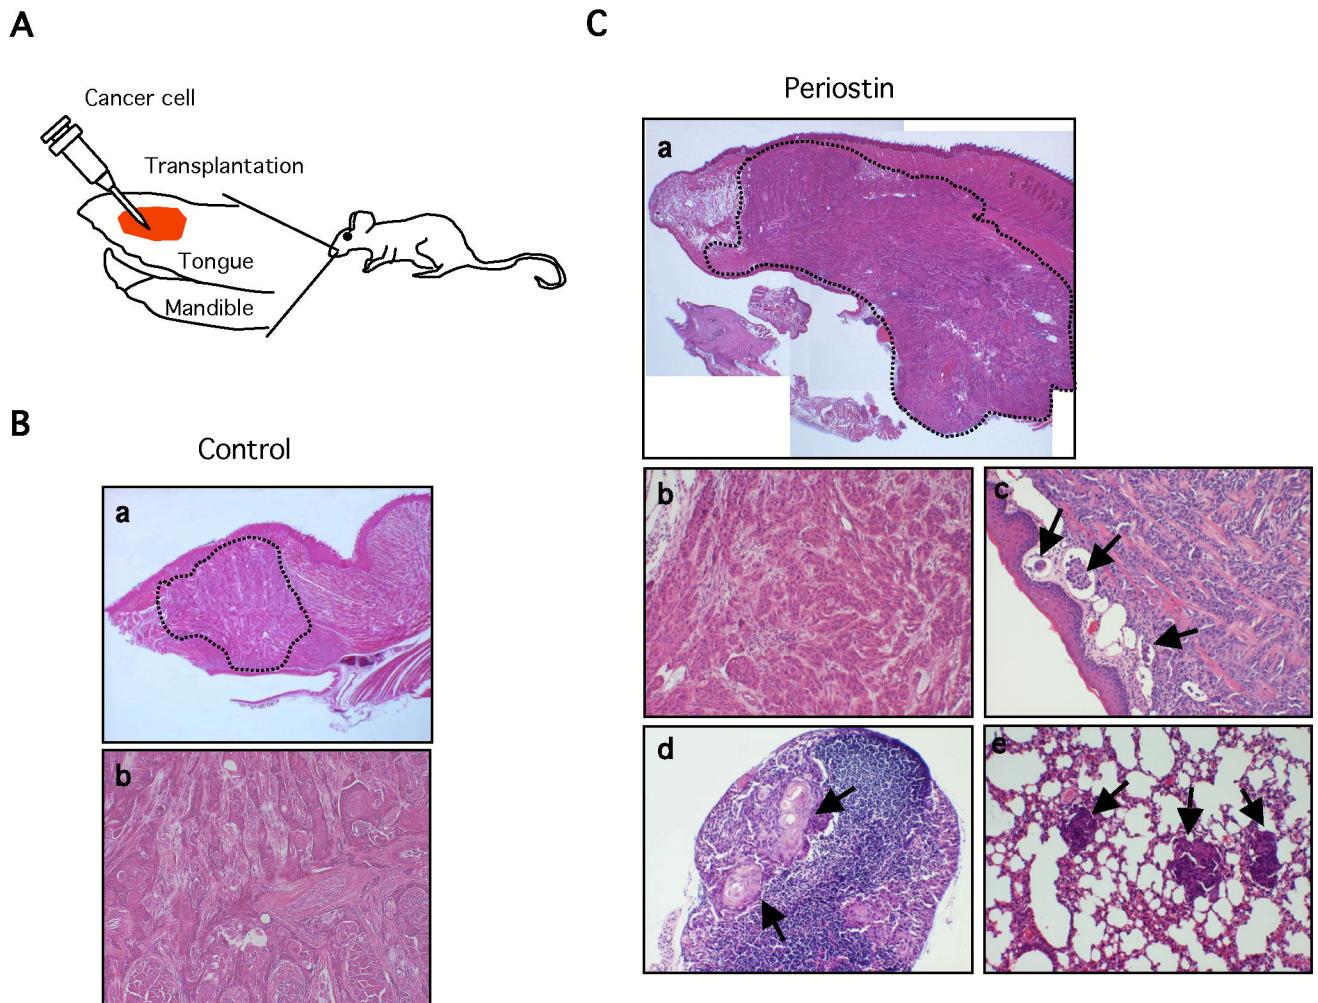 A
Cancer cell
Transplantation
Tongue
Mandible
B
Control
a
b
C
Periostin
a
b
c
d
e